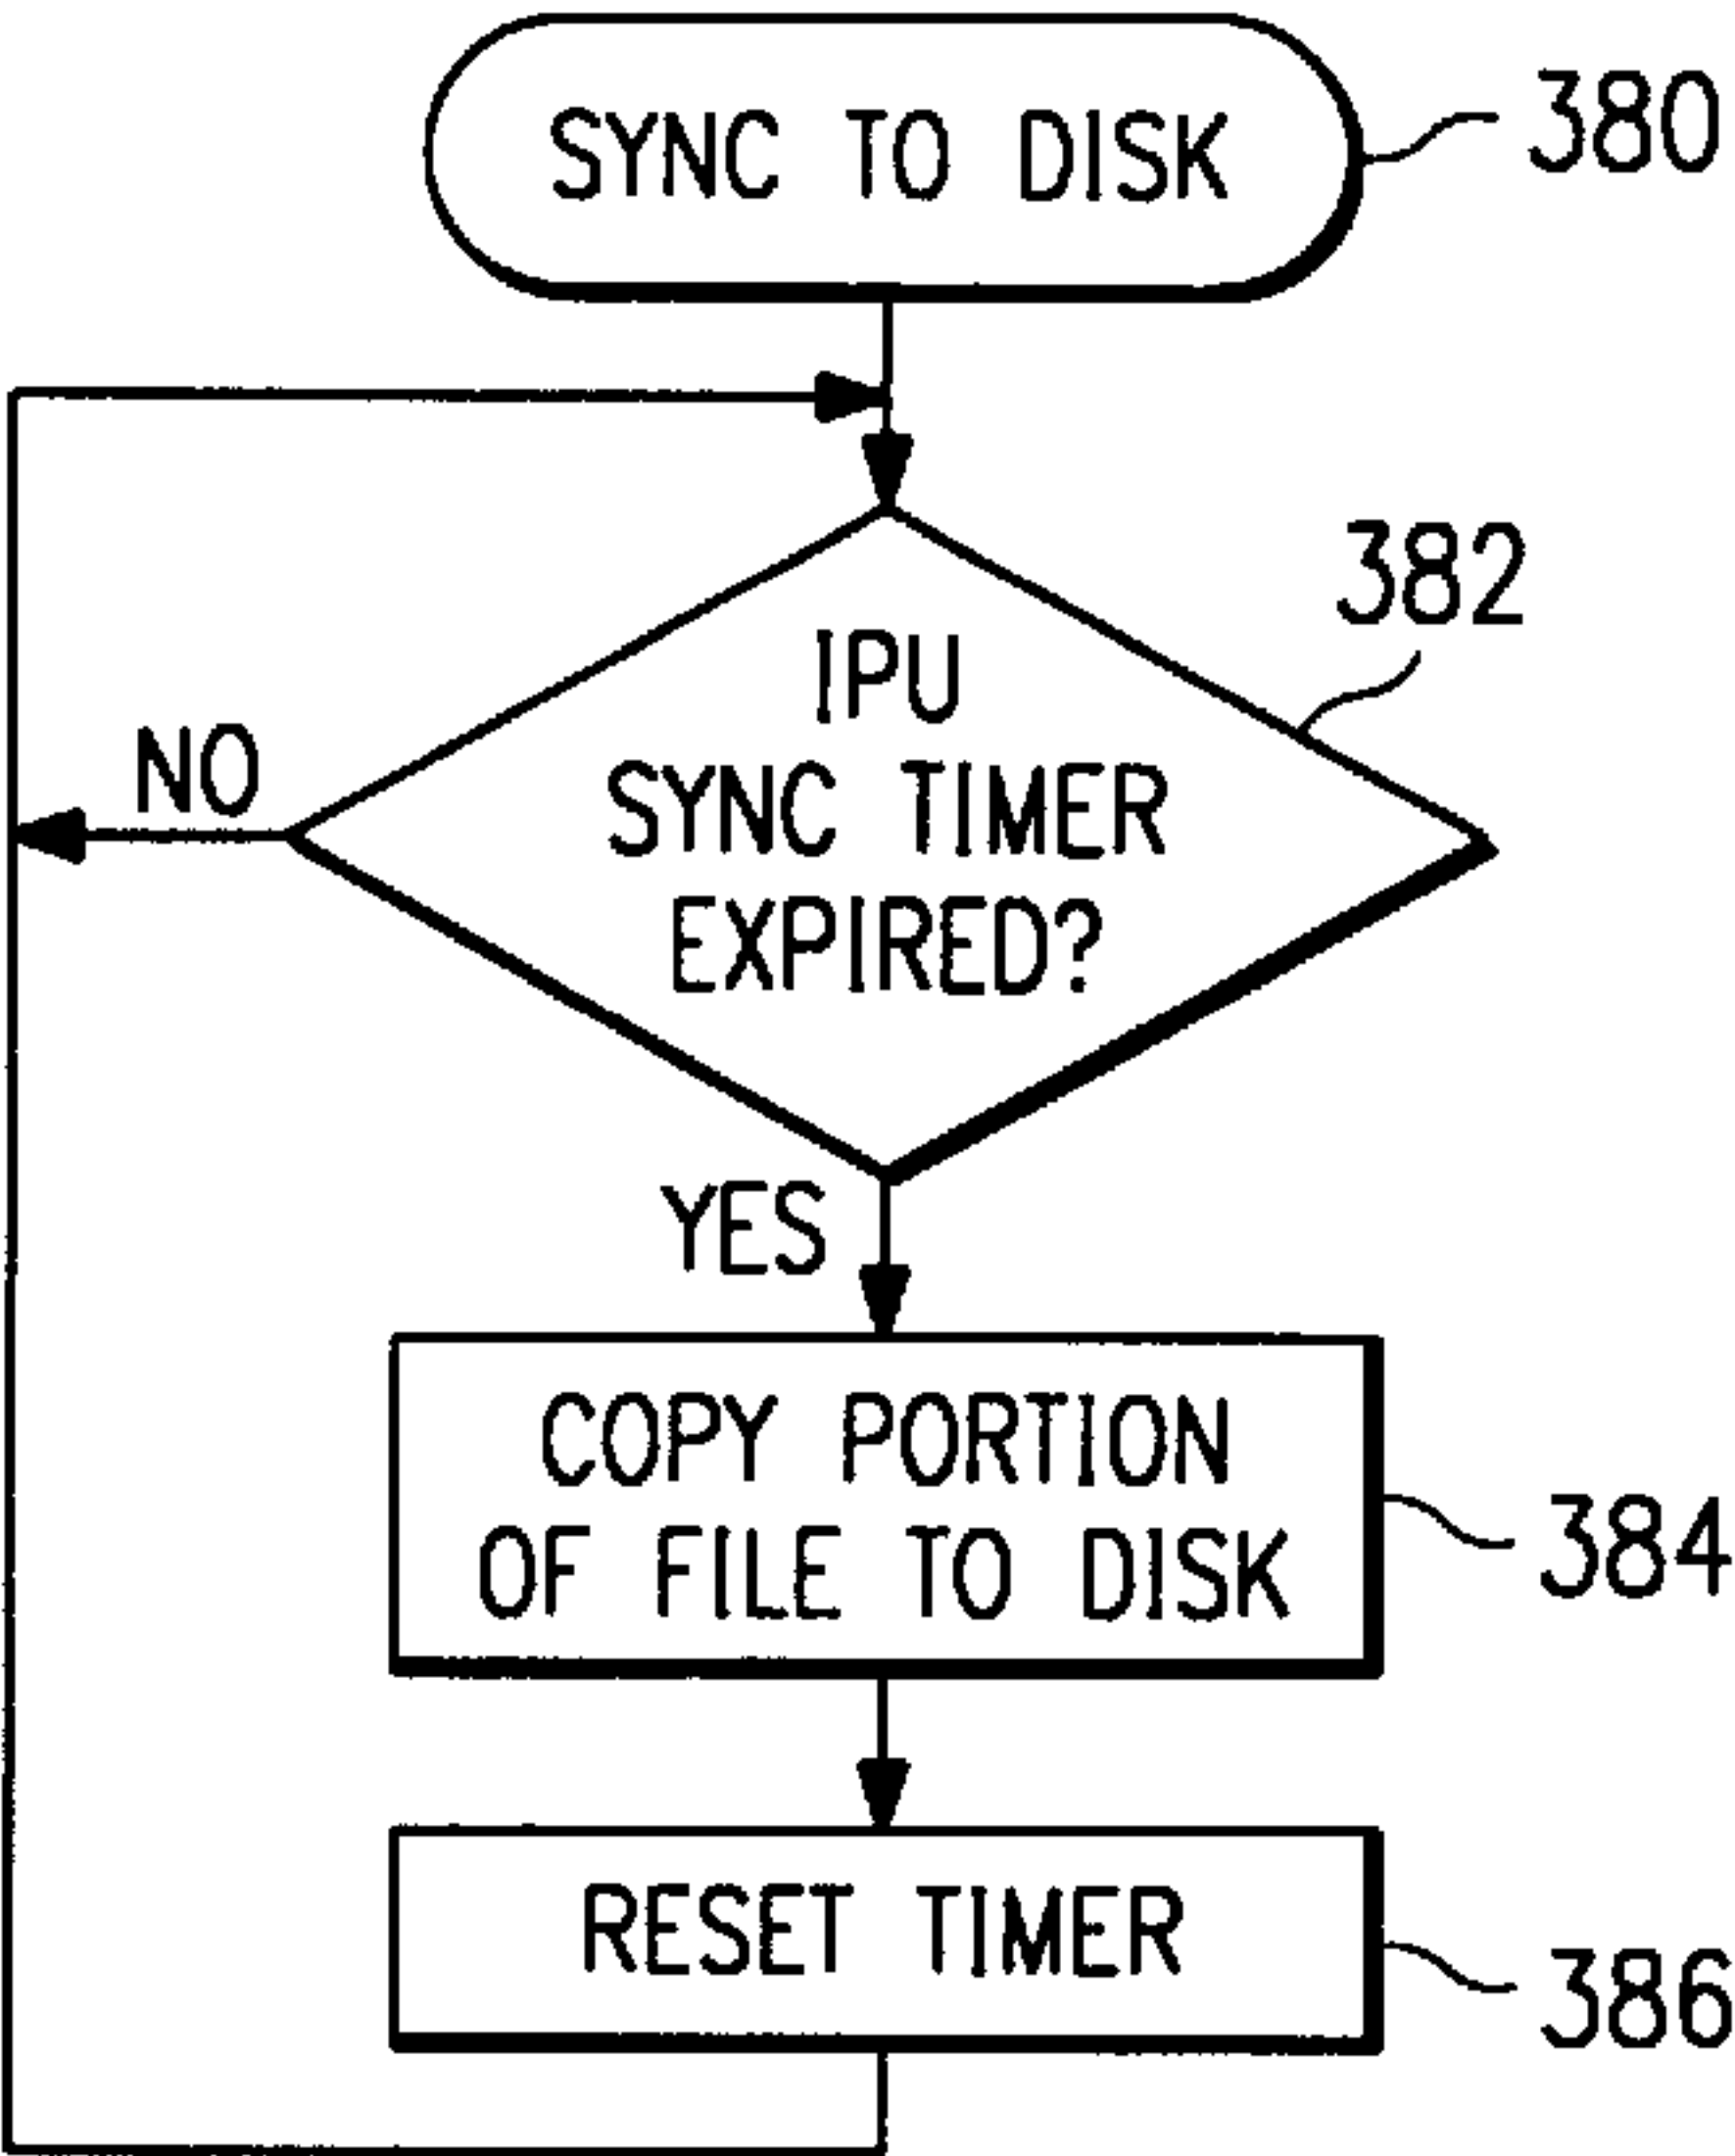 SYNC TO DISK
380
382
IPU
SYNC TIMER
EXPIRED?
NO
YES
COPY PORTION
OF FILE TO DISK
384
RESET TIMER
386